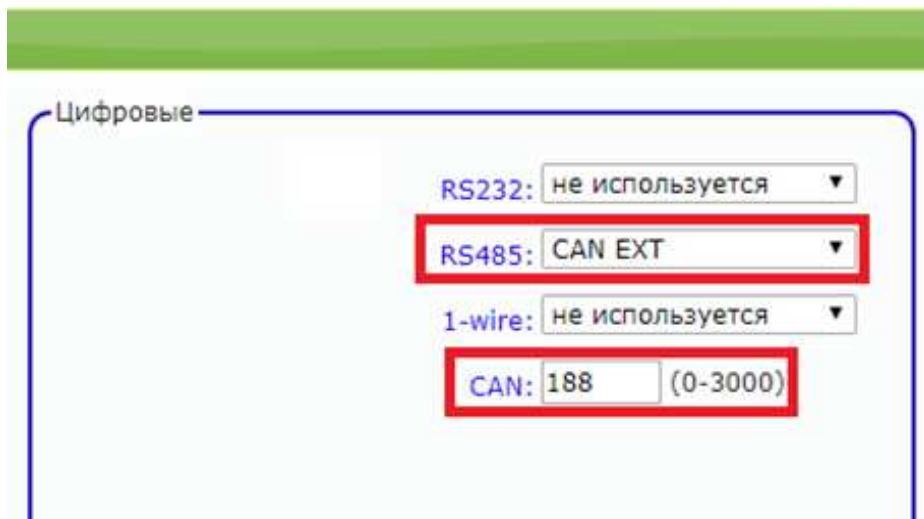 Цифровые
RS232: не используется
RS485: CAN EXT
1-wire: не используется
CAN: 188 (0-3000)